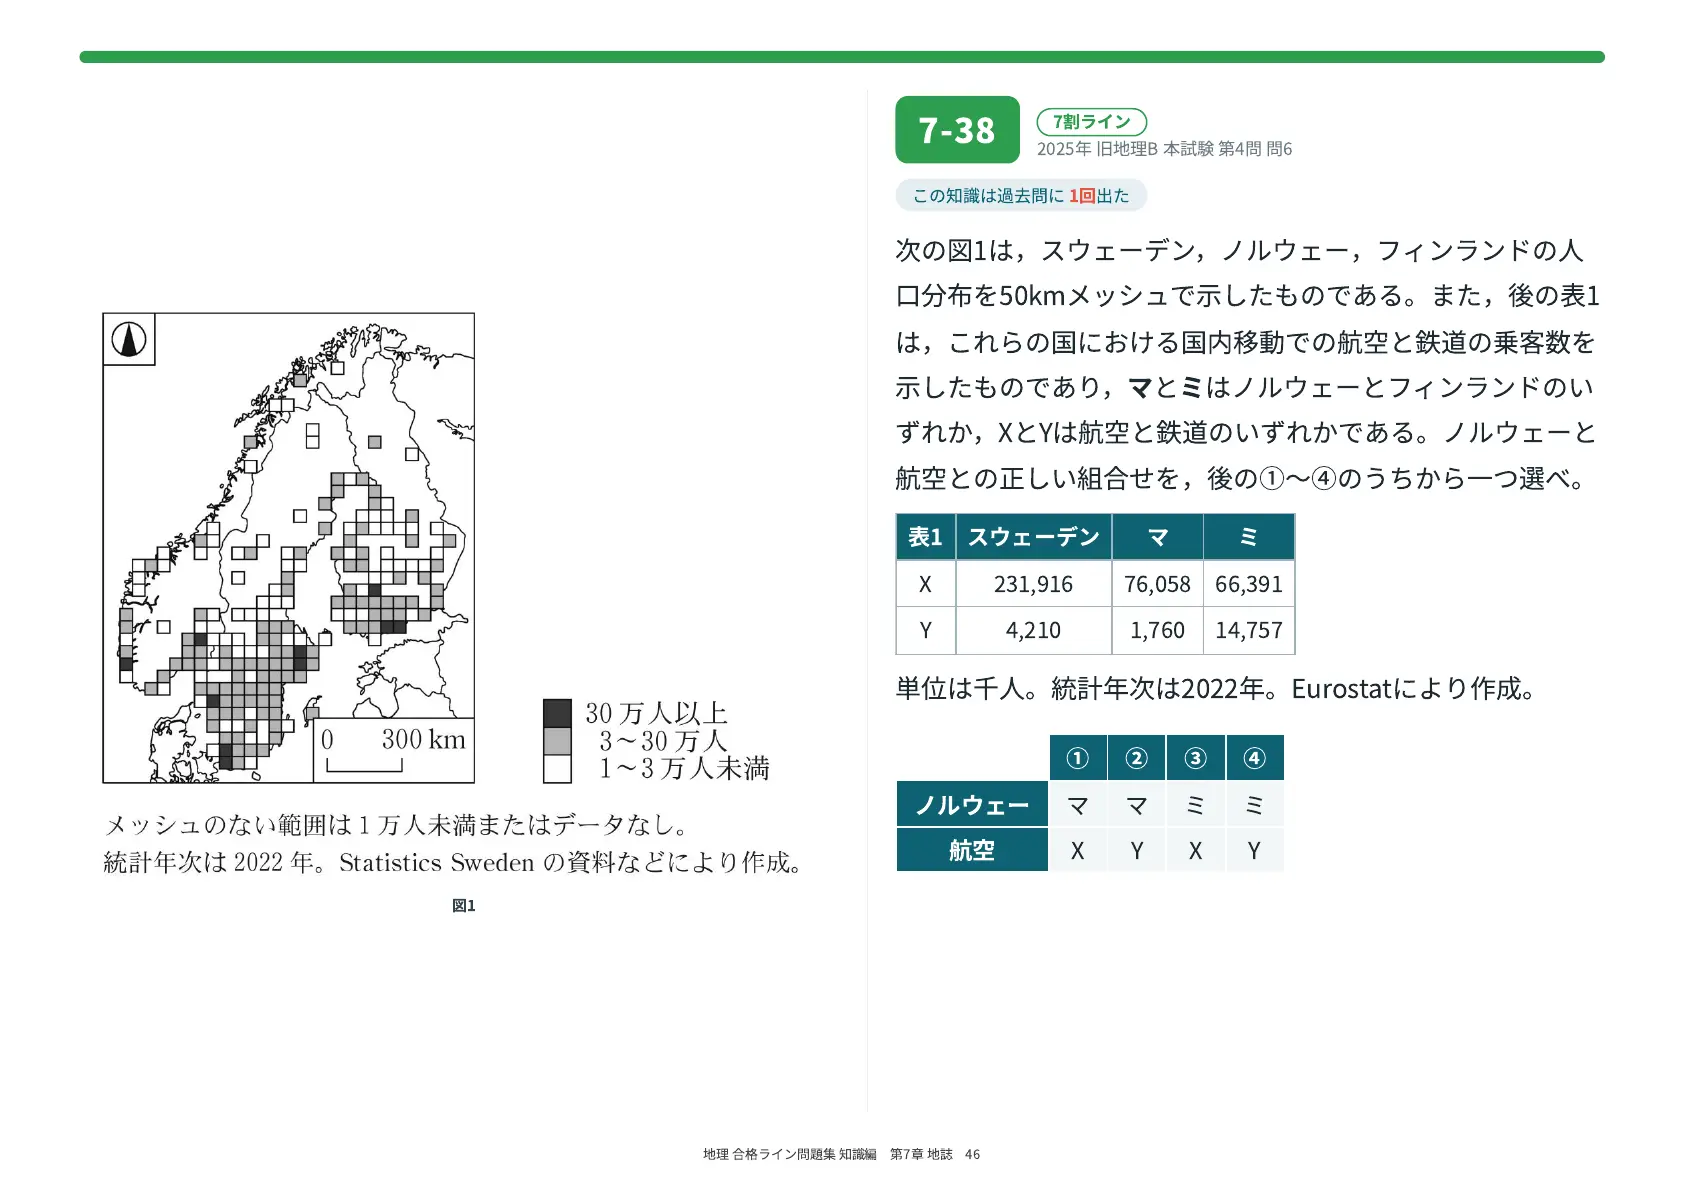 7-38
7割ライン
2025年 旧地理B 本試験 第4問 問6
この知識は過去問に 1回出た
次の図1は，スウェーデン，ノルウェー，フィンランドの人
口分布を50kmメッシュで示したものである。また，後の表1
は，これらの国における国内移動での航空と鉄道の乗客数を
示したものであり，マとミはノルウェーとフィンランドのい
ずれか，XとYは航空と鉄道のいずれかである。ノルウェーと
航空との正しい組合せを，後の①〜④のうちから一つ選べ。
表1 スウェーデン マ ミ
X 231,916 76,058 66,391
Y 4,210 1,760 14,757
単位は千人。統計年次は2022年。Eurostatにより作成。
① ② ③ ④
ノルウェー マ マ ミ ミ
航空 X Y X Y
0 300 km
30 万人以上
3〜30 万人
1〜3 万人未満
メッシュのない範囲は 1 万人未満またはデータなし。
統計年次は 2022 年。Statistics Sweden の資料などにより作成。
図1
地理 合格ライン問題集 知識編 第7章 地誌 46